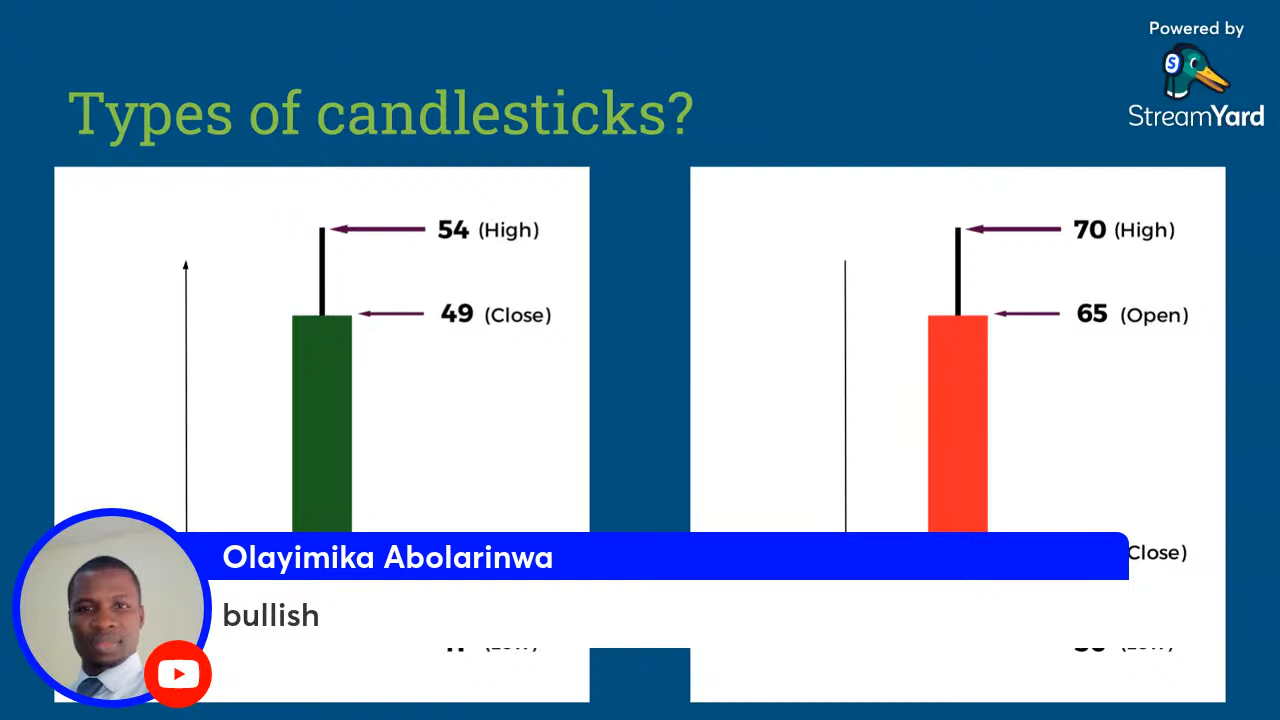 Powered by
StreamYard
Types of candlesticks?
54 (High)
49 (Close)
70 (High)
65 (Open)
Close)
Olayimika Abolarinwa
bullish